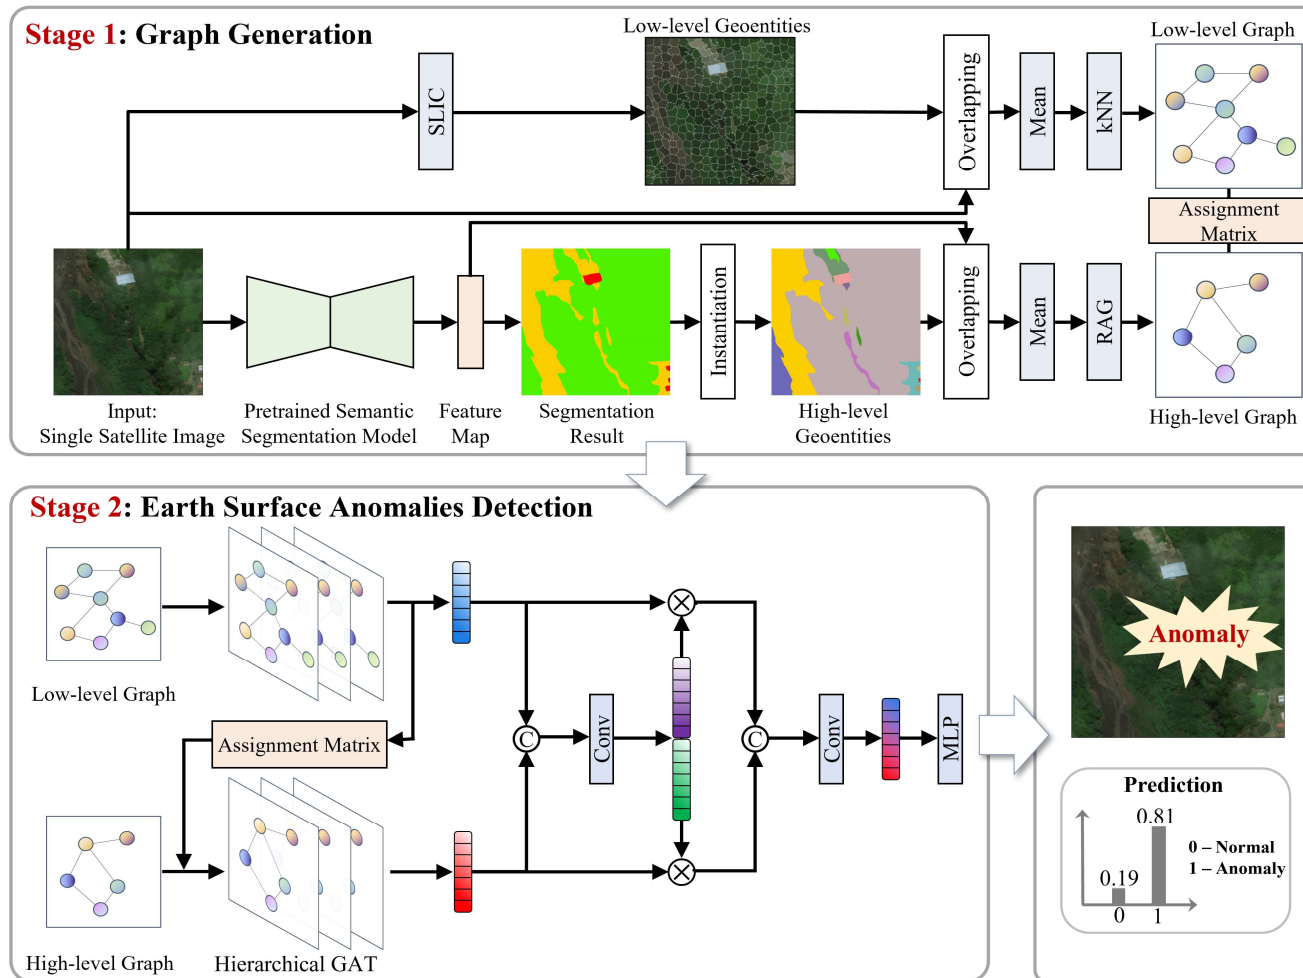 Stage 1: Graph Generation
Low-level Geoentities
Low-level Graph
SLIC
Overlapping
Mean
kNN
Assignment
Matrix
Instantiation
Overlapping
Mean
RAG
Input:
Single Satellite Image
Pretrained Semantic
Segmentation Model
Feature
Map
Segmentation
Result
High-level
Geoentities
High-level Graph
Stage 2: Earth Surface Anomalies Detection
Low-level Graph
Assignment Matrix
C
Conv
C
Conv
MLP
High-level Graph
Hierarchical GAT
Anomaly
Prediction
0.81
0.19
0 – Normal
1 – Anomaly
0 1